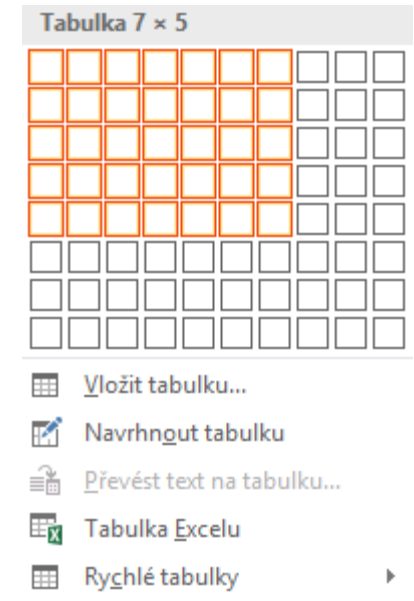 Tabulka 7 × 5
Vložit tabulku...
Navrhnout tabulku
Převést text na tabulku...
Tabulka Excelu
Rychlé tabulky